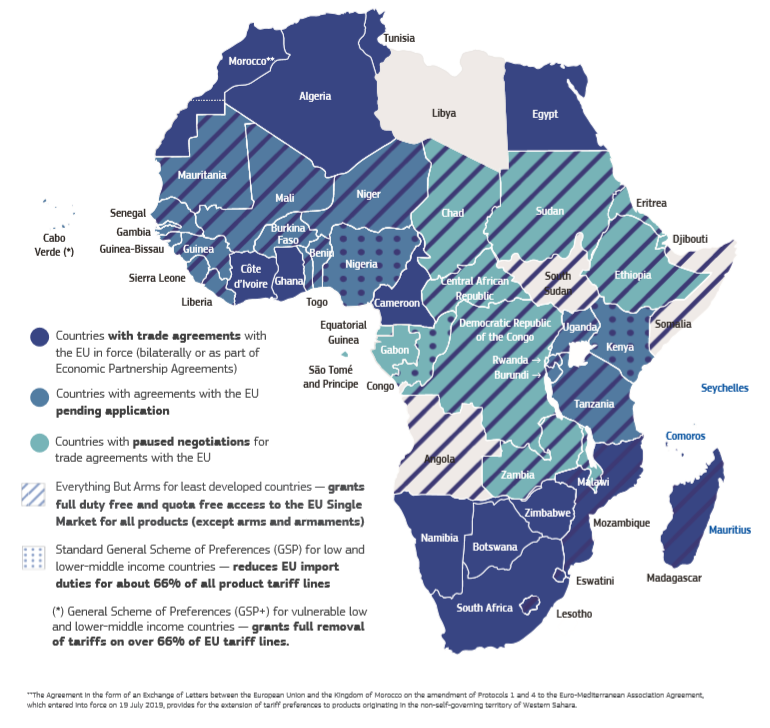 Tunisia
Morocco**
Algeria
Libya
Egypt
Mauritania
Mali
Niger
Chad
Sudan
Eritrea
Senegal
Gambia
Guinea-Bissau
Cabo
Verde (*)
Guinea
Burkina
Faso
Benin
Nigeria
Djibouti
Ethiopia
Sierra Leone
Côte
d'Ivoire
Ghana
Central African
Republic
South
Sudan
Liberia
Togo
Cameroon
Somalia
Equatorial
Guinea
Democratic Republic
of the Congo
Uganda
Kenya
Gabon
Rwanda →
Burundi →
São Tomé
and Principe
Congo
Tanzania
Seychelles
Comoros
Angola
Zambia
Malawi
Zimbabwe
Mozambique
Mauritius
Namibia
Botswana
Madagascar
Eswatini
South Africa
Lesotho
Countries with trade agreements with
the EU in force (bilaterally or as part of
Economic Partnership Agreements)
Countries with agreements with the EU
pending application
Countries with paused negotiations for
trade agreements with the EU
Everything But Arms for least developed countries — grants
full duty free and quota free access to the EU Single
Market for all products (except arms and armaments)
Standard General Scheme of Preferences (GSP) for low and
lower-middle income countries — reduces EU import
duties for about 66% of all product tariff lines
(*) General Scheme of Preferences (GSP+) for vulnerable low
and lower-middle income countries — grants full removal
of tariffs on over 66% of EU tariff lines.
**The Agreement in the form of an Exchange of Letters between the European Union and the Kingdom of Morocco on the amendment of Protocols 1 and 4 to the Euro-Mediterranean Association Agreement,
which entered into force on 19 July 2019, provides for the extension of tariff preferences to products originating in the non-self-governing territory of Western Sahara.